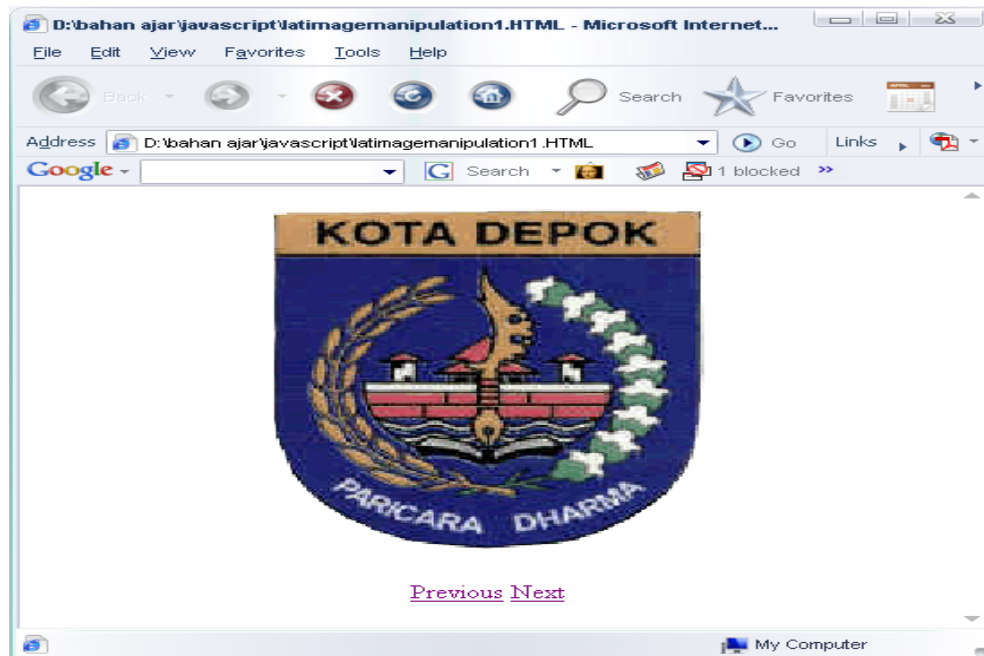 D:\bahan ajar\javascript\latimagemanipulation1.HTML - Microsoft Internet...
File Edit View Favorites Tools Help
Back Search Favorites
Address D:\bahan ajar\javascript\latimagemanipulation1.HTML Go Links
Google Search 1 blocked
KOTA DEPOK
PARICARA DHARMA
Previous Next
My Computer